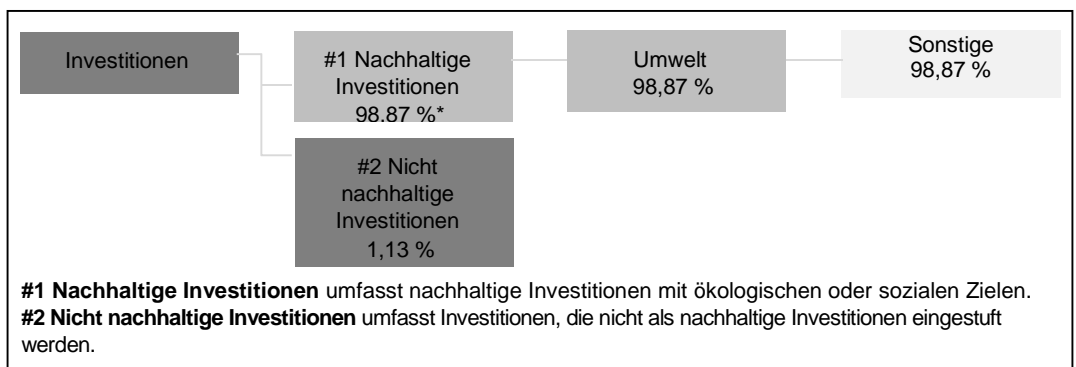 Investitionen
#1 Nachhaltige
Investitionen
98,87 %*
Umwelt
98,87 %
Sonstige
98,87 %
#2 Nicht
nachhaltige
Investitionen
1,13 %
#1 Nachhaltige Investitionen umfasst nachhaltige Investitionen mit ökologischen oder sozialen Zielen.
#2 Nicht nachhaltige Investitionen umfasst Investitionen, die nicht als nachhaltige Investitionen eingestuft
werden.